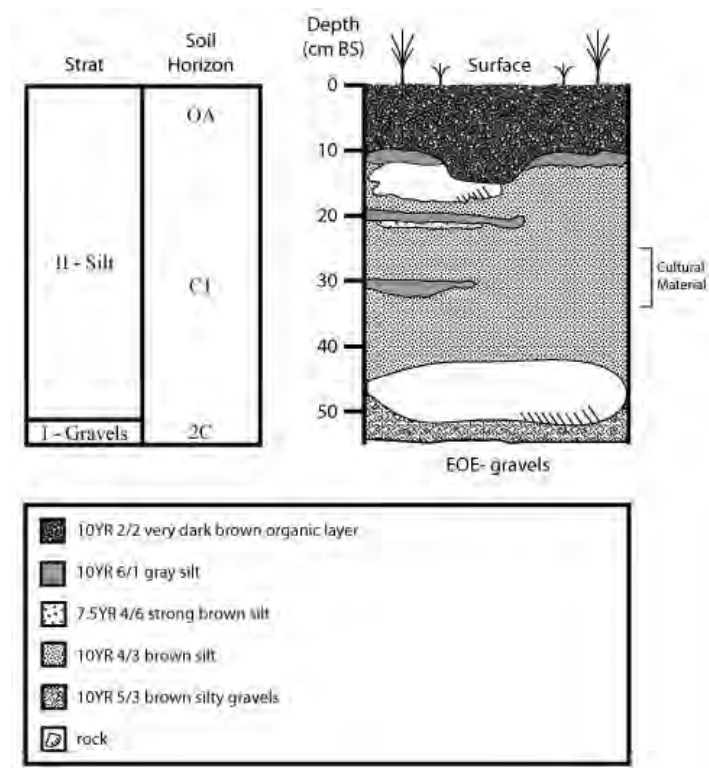 Strat
Soil
Horizon
Depth
(cm BS)
Surface
0
OA
10
20
II - Silt
C1
30
Cultural
Material
40
50
I - Gravels
2C
EOE- gravels
10YR 2/2 very dark brown organic layer
10YR 6/1 gray silt
7.5YR 4/6 strong brown silt
10YR 4/3 brown silt
10YR 5/3 brown silty gravels
rock